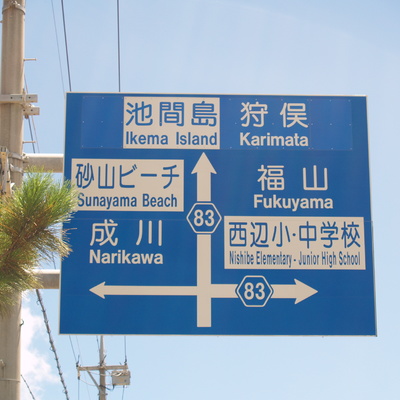 池間島 狩俣
Ikema Island Karimata
砂山ビーチ 福山
Sunayama Beach Fukuyama
83
成川 西辺小・中学校
Narikawa Nishibe Elementary - Junior High School
83